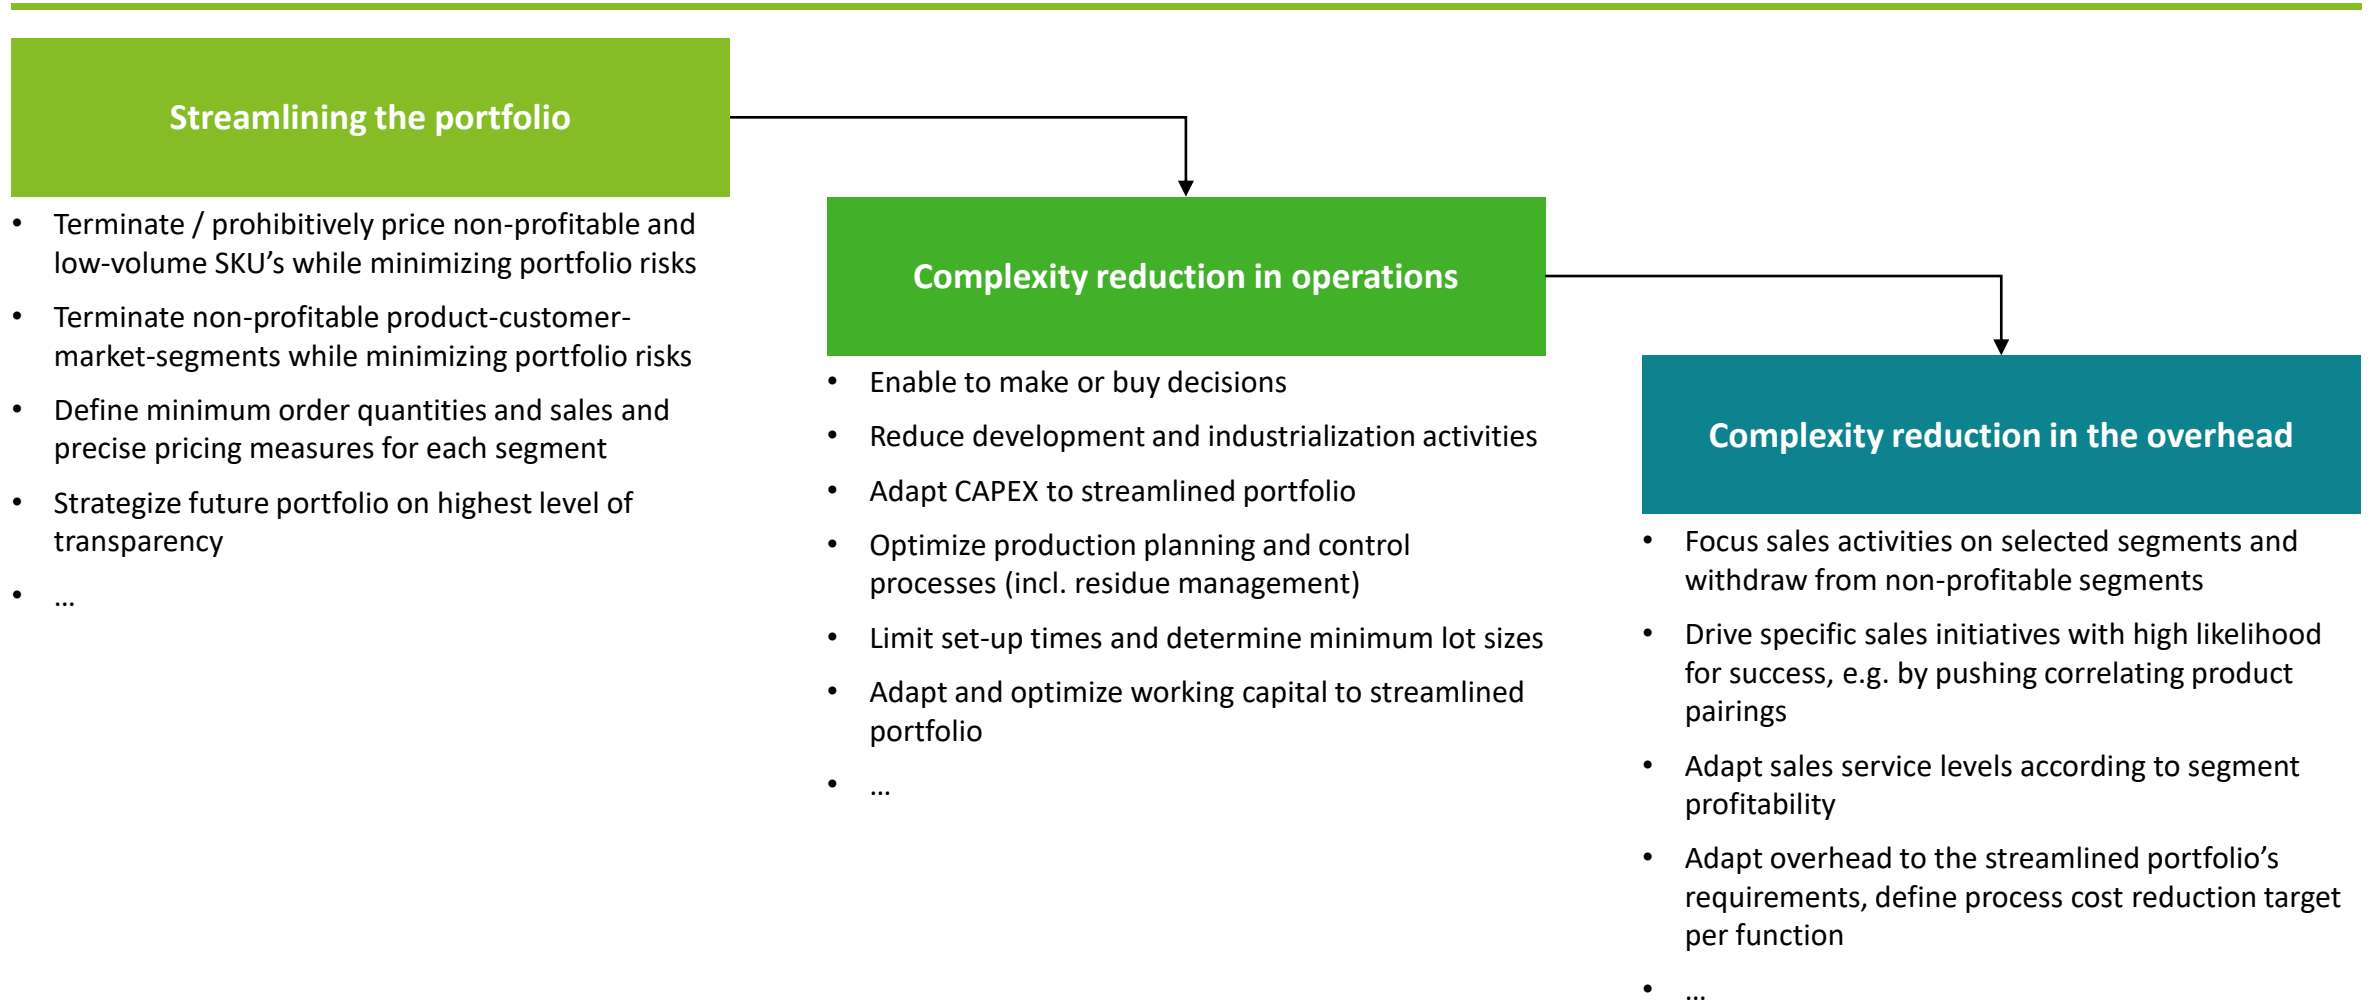 Streamlining the portfolio
• Terminate / prohibitively price non-profitable and
low-volume SKU’s while minimizing portfolio risks
• Terminate non-profitable product-customer-
market-segments while minimizing portfolio risks
• Define minimum order quantities and sales and
precise pricing measures for each segment
• Strategize future portfolio on highest level of
transparency
• …
Complexity reduction in operations
• Enable to make or buy decisions
• Reduce development and industrialization activities
• Adapt CAPEX to streamlined portfolio
• Optimize production planning and control
processes (incl. residue management)
• Limit set-up times and determine minimum lot sizes
• Adapt and optimize working capital to streamlined
portfolio
• …
Complexity reduction in the overhead
• Focus sales activities on selected segments and
withdraw from non-profitable segments
• Drive specific sales initiatives with high likelihood
for success, e.g. by pushing correlating product
pairings
• Adapt sales service levels according to segment
profitability
• Adapt overhead to the streamlined portfolio’s
requirements, define process cost reduction target
per function
• …